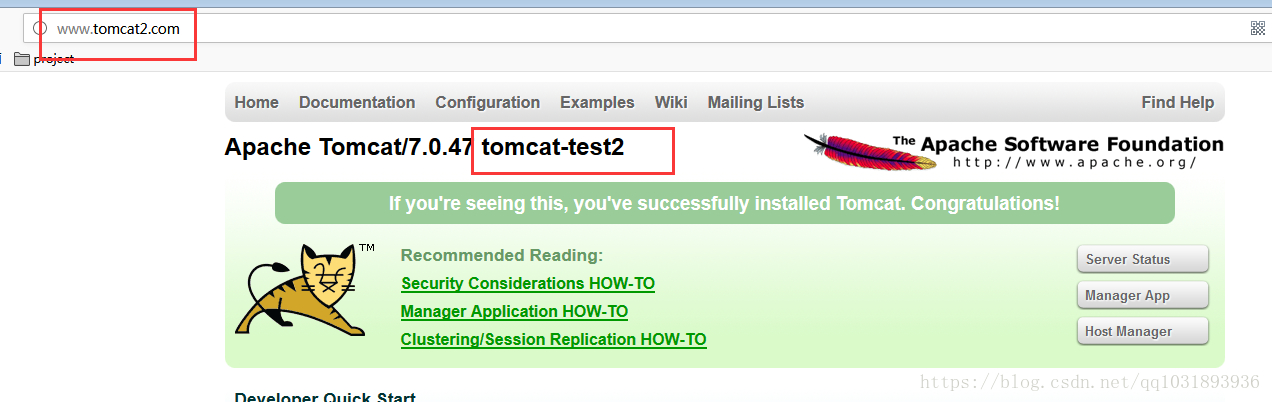 www.tomcat2.com
project
Home Documentation Configuration Examples Wiki Mailing Lists Find Help
Apache Tomcat/7.0.47 tomcat-test2
The Apache Software Foundation
http://www.apache.org/
If you're seeing this, you've successfully installed Tomcat. Congratulations!
TM
Recommended Reading:
Security Considerations HOW-TO
Manager Application HOW-TO
Clustering/Session Replication HOW-TO
Server Status
Manager App
Host Manager
https://blog.csdn.net/qq1031893936
Developer Quick Start